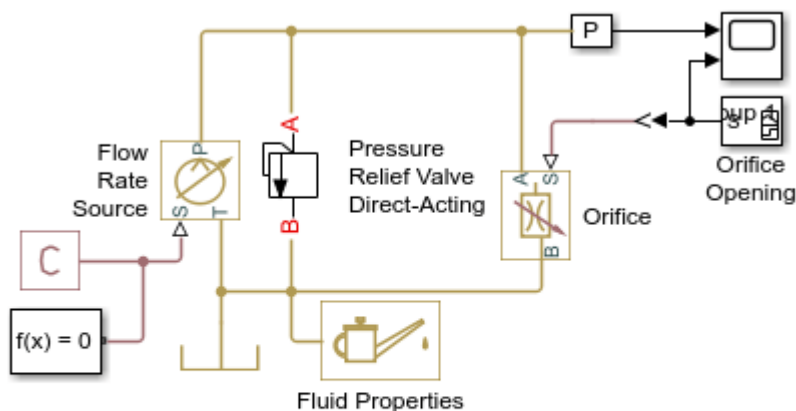 P
A
P
Flow
Rate
Source
S
T
Pressure
Relief Valve
Direct-Acting
B
A
S
B
Orifice
Orifice
Opening
C
f(x) = 0
Fluid Properties